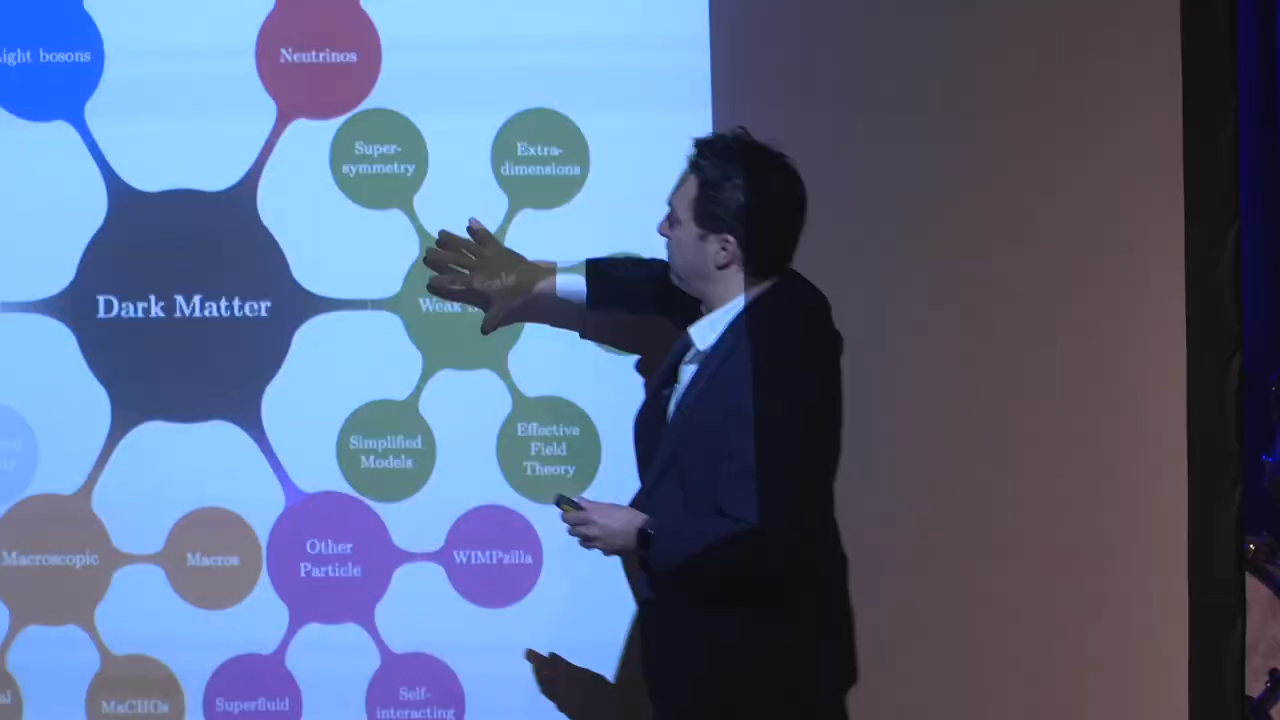 ight bosons
Neutrinos
Super-
symmetry
Extra-
dimensions
Dark Matter
Weak Scale
Simplified
Models
Effective
Field
Theory
Macroscopic
Macros
Other
Particle
WIMPzilla
MaCHOs
Superfluid
Self-
interacting